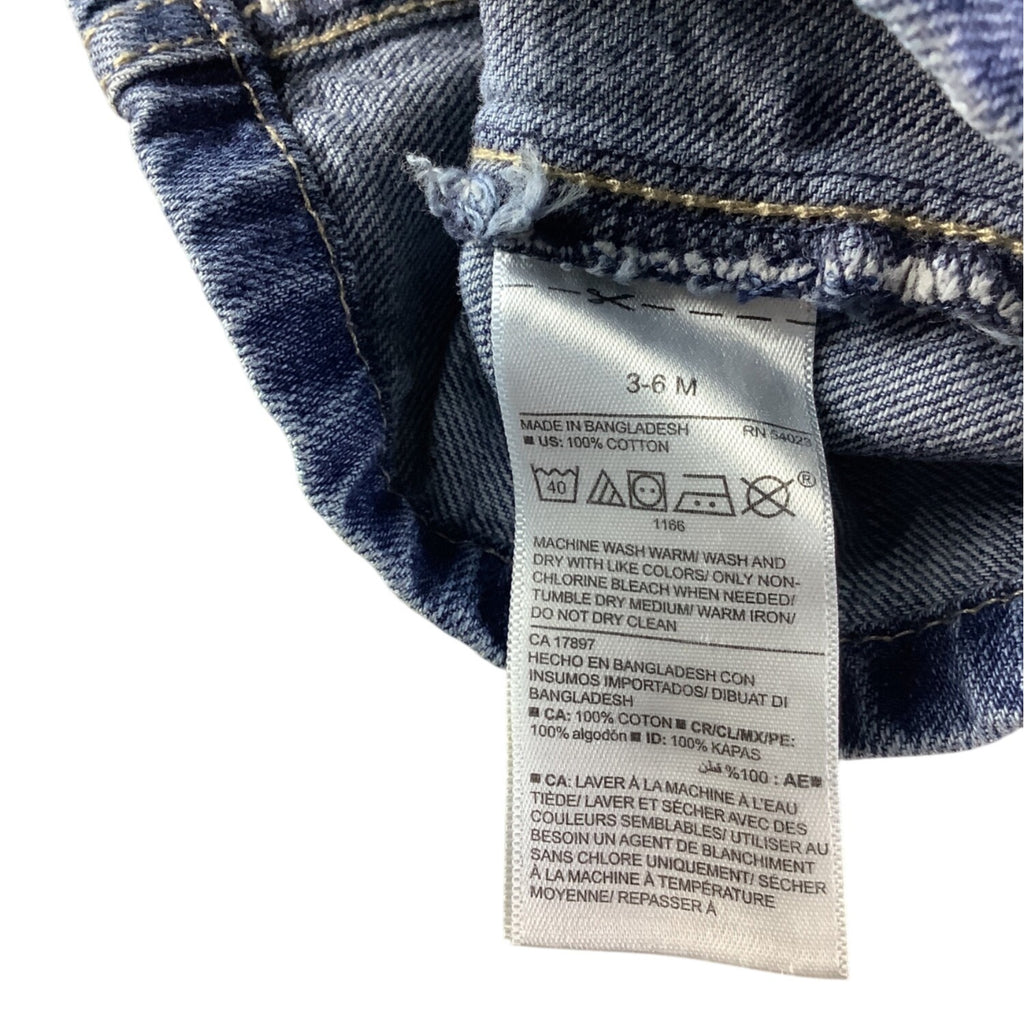 3-6 M
MADE IN BANGLADESH RN 54023
■ US: 100% COTTON
40 ®
1166
MACHINE WASH WARM/ WASH AND
DRY WITH LIKE COLORS/ ONLY NON-
CHLORINE BLEACH WHEN NEEDED/
TUMBLE DRY MEDIUM/ WARM IRON/
DO NOT DRY CLEAN
CA 17897
HECHO EN BANGLADESH CON
INSUMOS IMPORTADOS/ DIBUAT DI
BANGLADESH
■ CA: 100% COTON ■ CR/CL/MX/PE:
100% algodón ■ ID: 100% KAPAS
■AE : 100% قطن
■ CA: LAVER À LA MACHINE À L'EAU
TIÈDE/ LAVER ET SÉCHER AVEC DES
COULEURS SEMBLABLES/ UTILISER AU
BESOIN UN AGENT DE BLANCHIMENT
SANS CHLORE UNIQUEMENT/ SÉCHER
À LA MACHINE À TEMPÉRATURE
MOYENNE/ REPASSER À